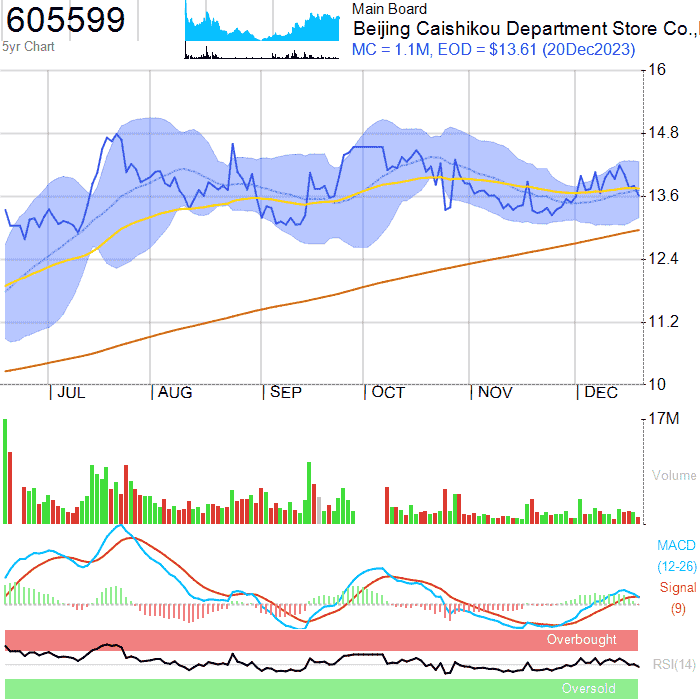 605599
5yr Chart
Main Board
Beijing Caishikou Department Store Co.,
MC = 1.1M, EOD = $13.61 (20Dec2023)
16
14.8
13.6
12.4
11.2
10
JUL AUG SEP OCT NOV DEC
17M
Volume
MACD
(12-26)
Signal
(9)
Overbought
RSI(14)
Oversold